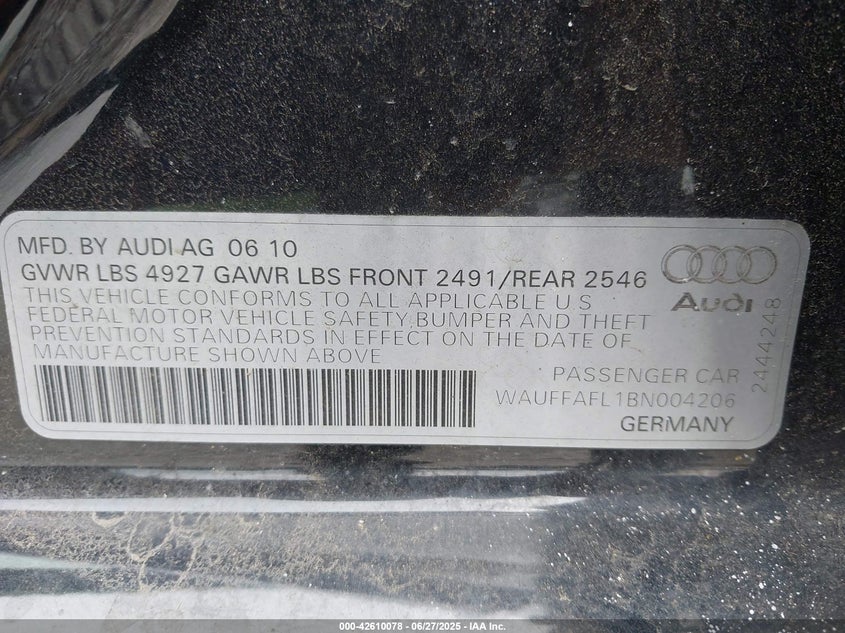 MFD. BY AUDI AG 06 10
GVWR LBS 4927 GAWR LBS FRONT 2491/REAR 2546
THIS VEHICLE CONFORMS TO ALL APPLICABLE U S
FEDERAL MOTOR VEHICLE SAFETY,BUMPER AND THEFT
PREVENTION STANDARDS IN EFFECT ON THE DATE OF
MANUFACTURE SHOWN ABOVE
Audi
2444248
PASSENGER CAR
WAUFFAFL1BN004206
GERMANY
000-42610078 - 06/27/2025 - IAA Inc.